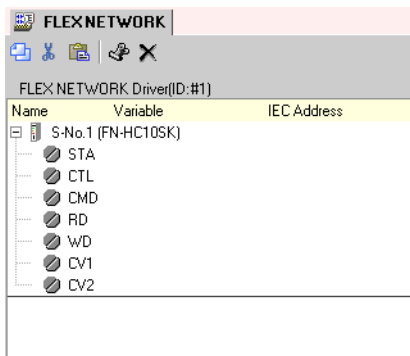 FLEXNETWORK
FLEX NETWORK Driver(ID:#1)
Name Variable IEC Address
S-No.1 (FN-HC10SK)
STA
CTL
CMD
RD
WD
CV1
CV2